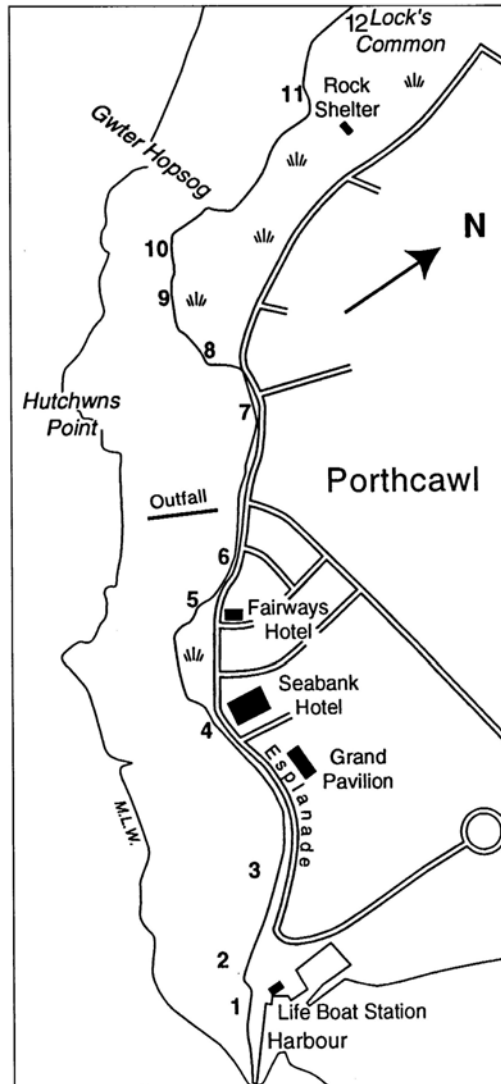 12 Lock's
Common
11
Rock
Shelter
Gwter Hopsog
N
10
9
8
Hutchwns
Point
7
Porthcawl
Outfall
6
5
Fairways
Hotel
Seabank
Hotel
4
Esplanade
Grand
Pavilion
M.L.W.
3
2
1
Life Boat Station
Harbour